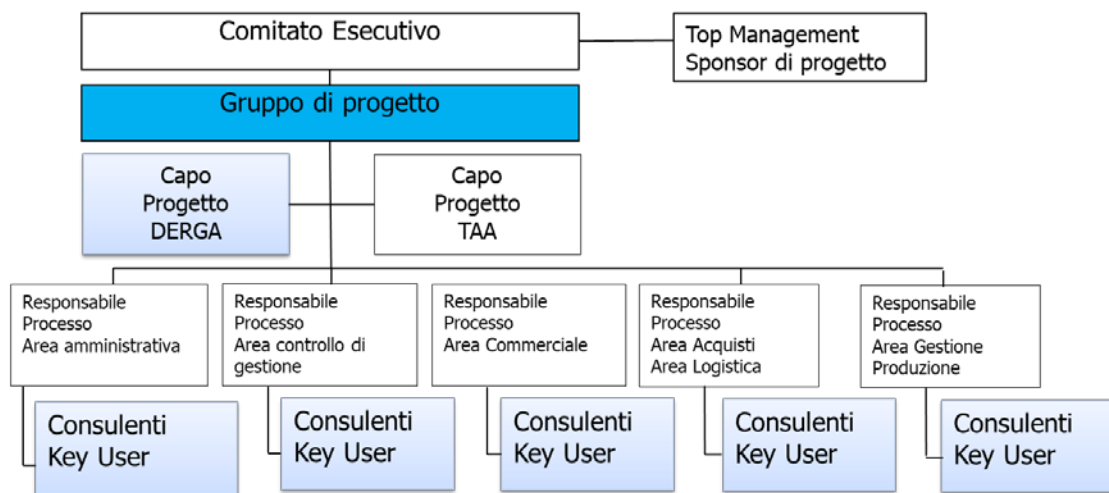 Comitato Esecutivo
Top Management
Sponsor di progetto
Gruppo di progetto
Capo
Progetto
DERGA
Capo
Progetto
TAA
Responsabile
Processo
Area amministrativa
Responsabile
Processo
Area controllo di
gestione
Responsabile
Processo
Area Commerciale
Responsabile
Processo
Area Acquisti
Area Logistica
Responsabile
Processo
Area Gestione
Produzione
Consulenti
Key User
Consulenti
Key User
Consulenti
Key User
Consulenti
Key User
Consulenti
Key User